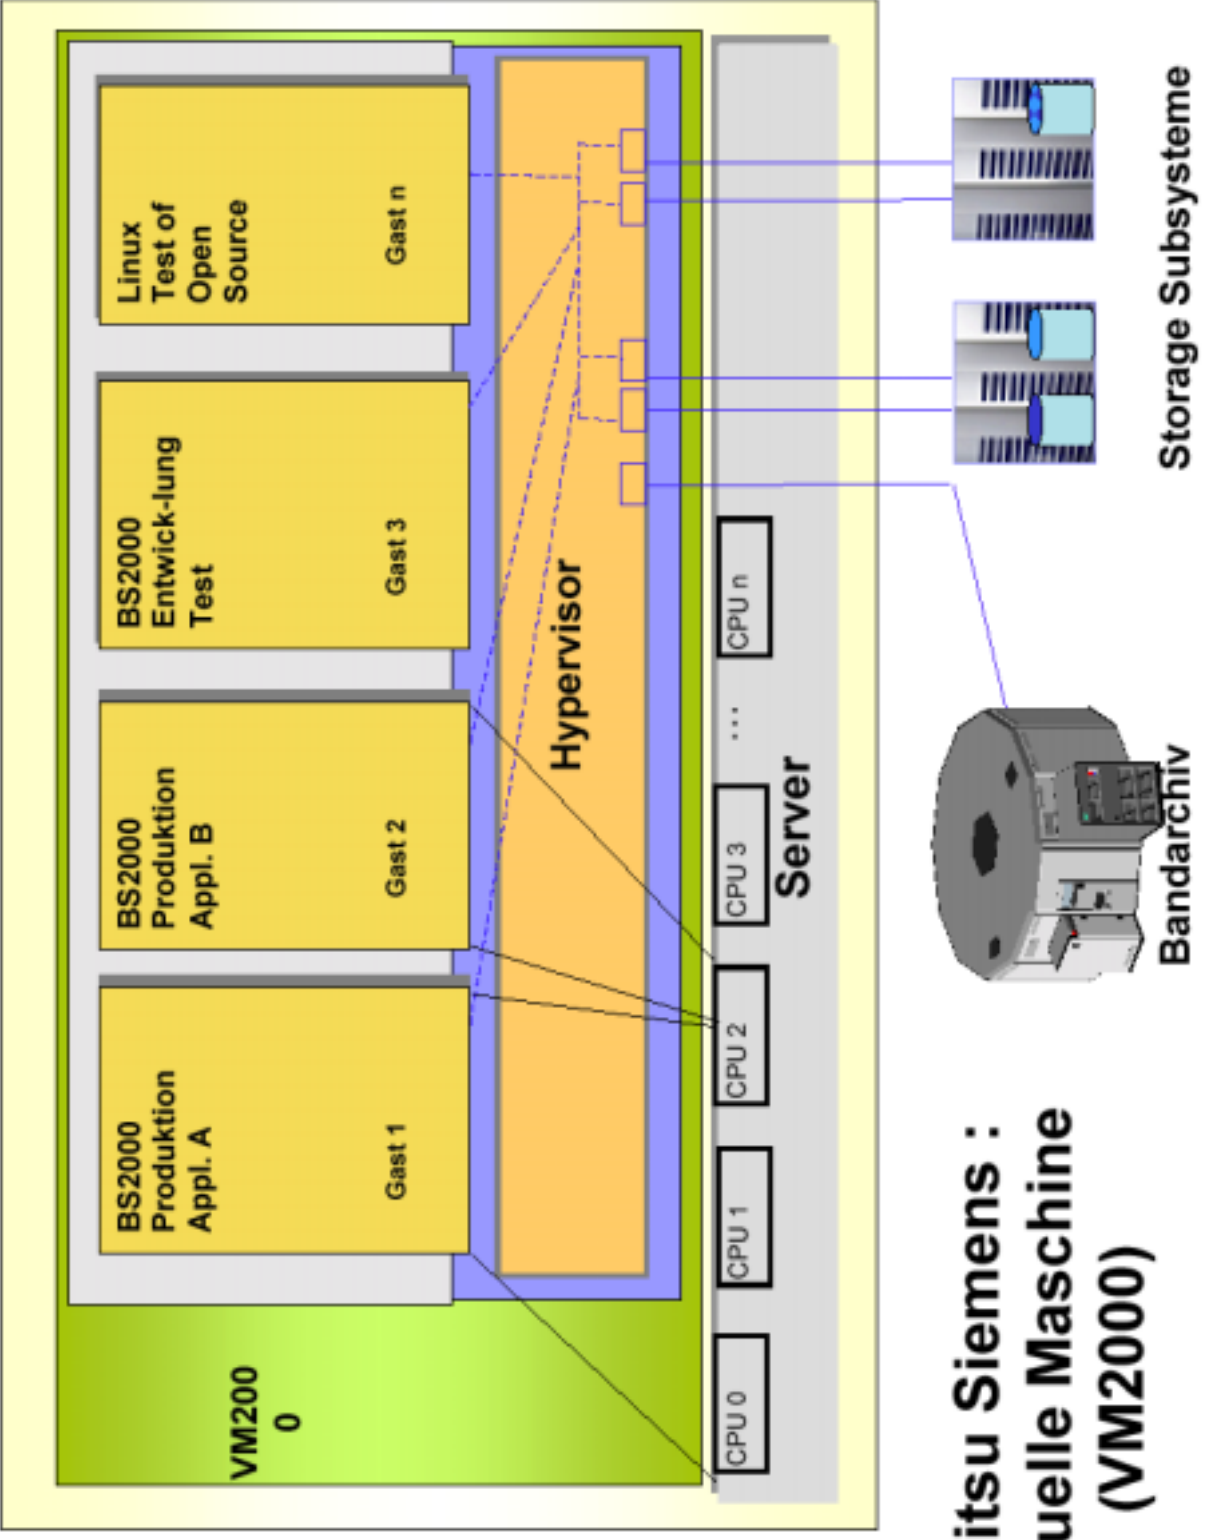 VM200
0
BS2000
Produktion
Appl. A
Gast 1
BS2000
Produktion
Appl. B
Gast 2
BS2000
Entwick-lung
Test
Gast 3
Linux
Test of
Open
Source
Gast n
Hypervisor
CPU 0
CPU 1
CPU 2
CPU 3
...
CPU n
Server
itsu Siemens :
uelle Maschine
(VM2000)
Bandarchiv
Storage Subsysteme